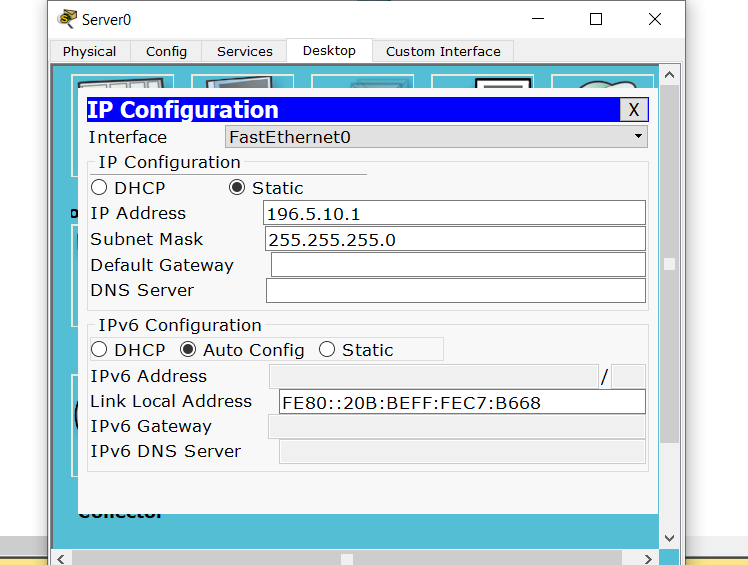 Server0
Physical Config Services Desktop Custom Interface
IP Configuration X
Interface FastEthernet0
IP Configuration
DHCP Static
IP Address 196.5.10.1
Subnet Mask 255.255.255.0
Default Gateway
DNS Server
IPv6 Configuration
DHCP Auto Config Static
IPv6 Address /
Link Local Address FE80::20B:BEFF:FEC7:B668
IPv6 Gateway
IPv6 DNS Server
Collector